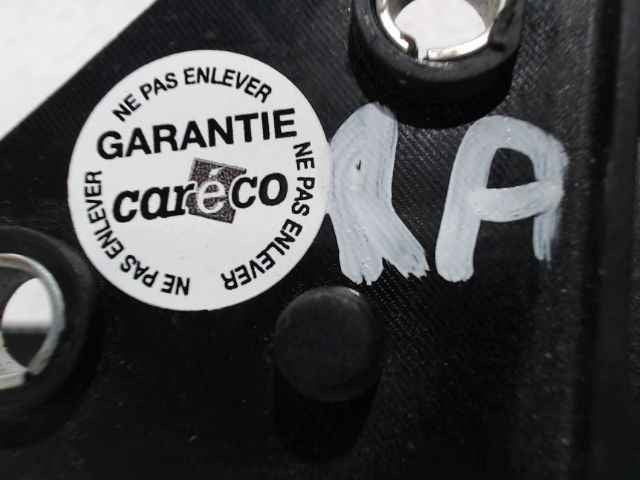 NE PAS ENLEVER
GARANTIE
caréco
NE PAS ENLEVER
NE PAS ENLEVER
RA